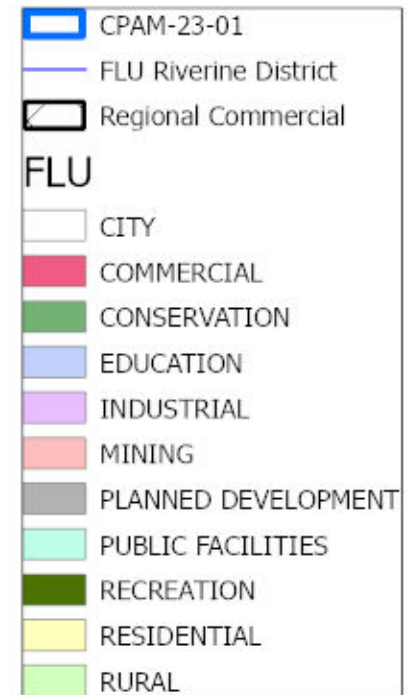 CPAM-23-01
FLU Riverine District
Regional Commercial
FLU
CITY
COMMERCIAL
CONSERVATION
EDUCATION
INDUSTRIAL
MINING
PLANNED DEVELOPMENT
PUBLIC FACILITIES
RECREATION
RESIDENTIAL
RURAL